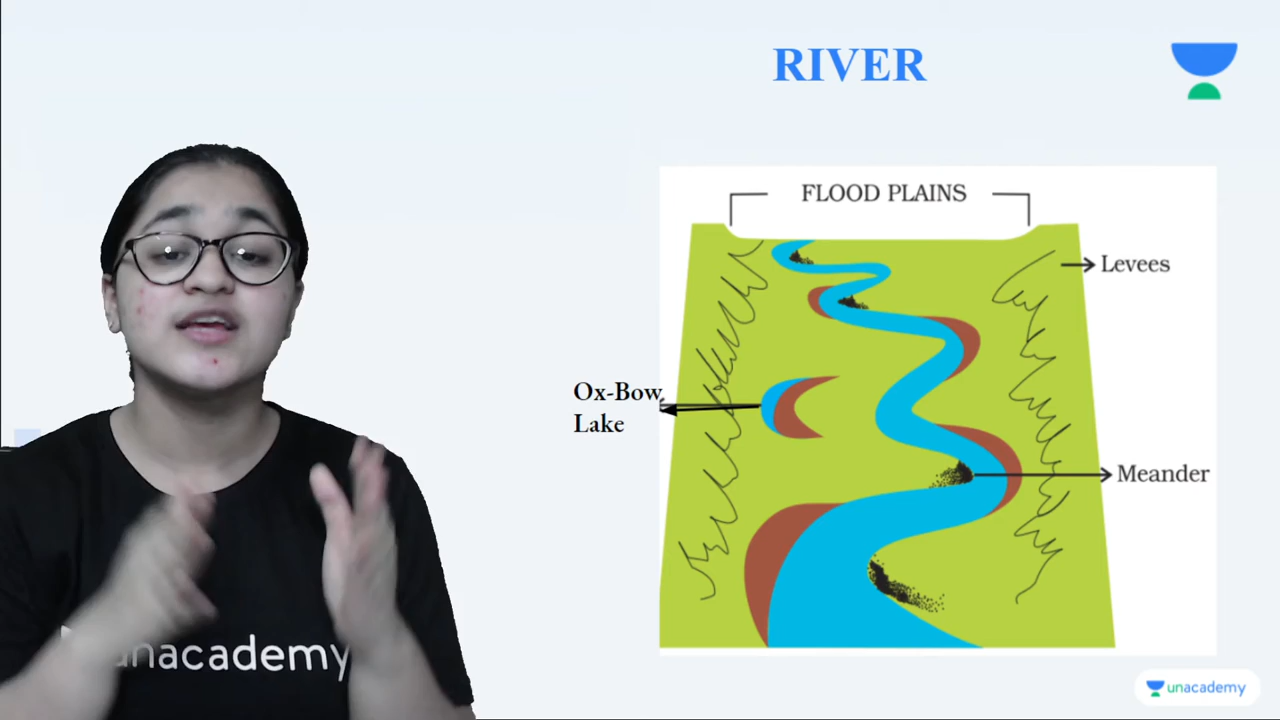 RIVER
FLOOD PLAINS
Levees
Ox-Bow
Lake
Meander
unacademy
unacademy